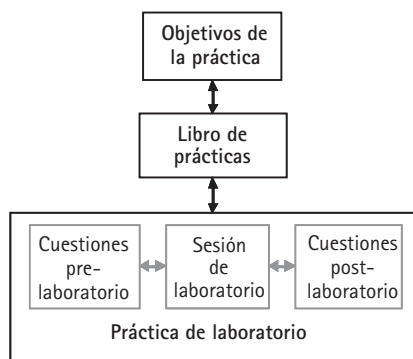 Objetivos de
la práctica
Libro de
prácticas
Cuestiones
pre-
laboratorio
Sesión
de
laboratorio
Cuestiones
post-
laboratorio
Práctica de laboratorio